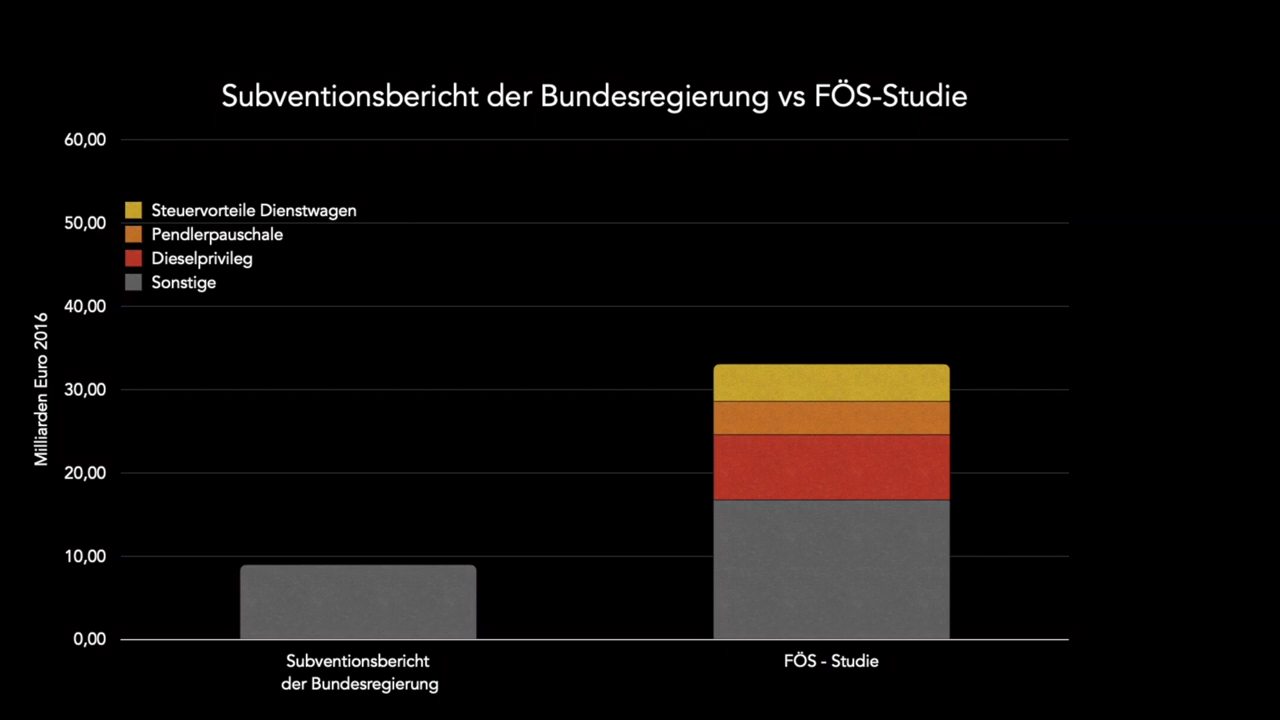 Subventionsbericht der Bundesregierung vs FÖS-Studie
60,00
Steuervorteile Dienstwagen
50,00
Pendlerpauschale
Dieselprivileg
Sonstige
40,00
Milliarden Euro 2016
30,00
20,00
10,00
0,00
Subventionsbericht
der Bundesregierung
FÖS - Studie